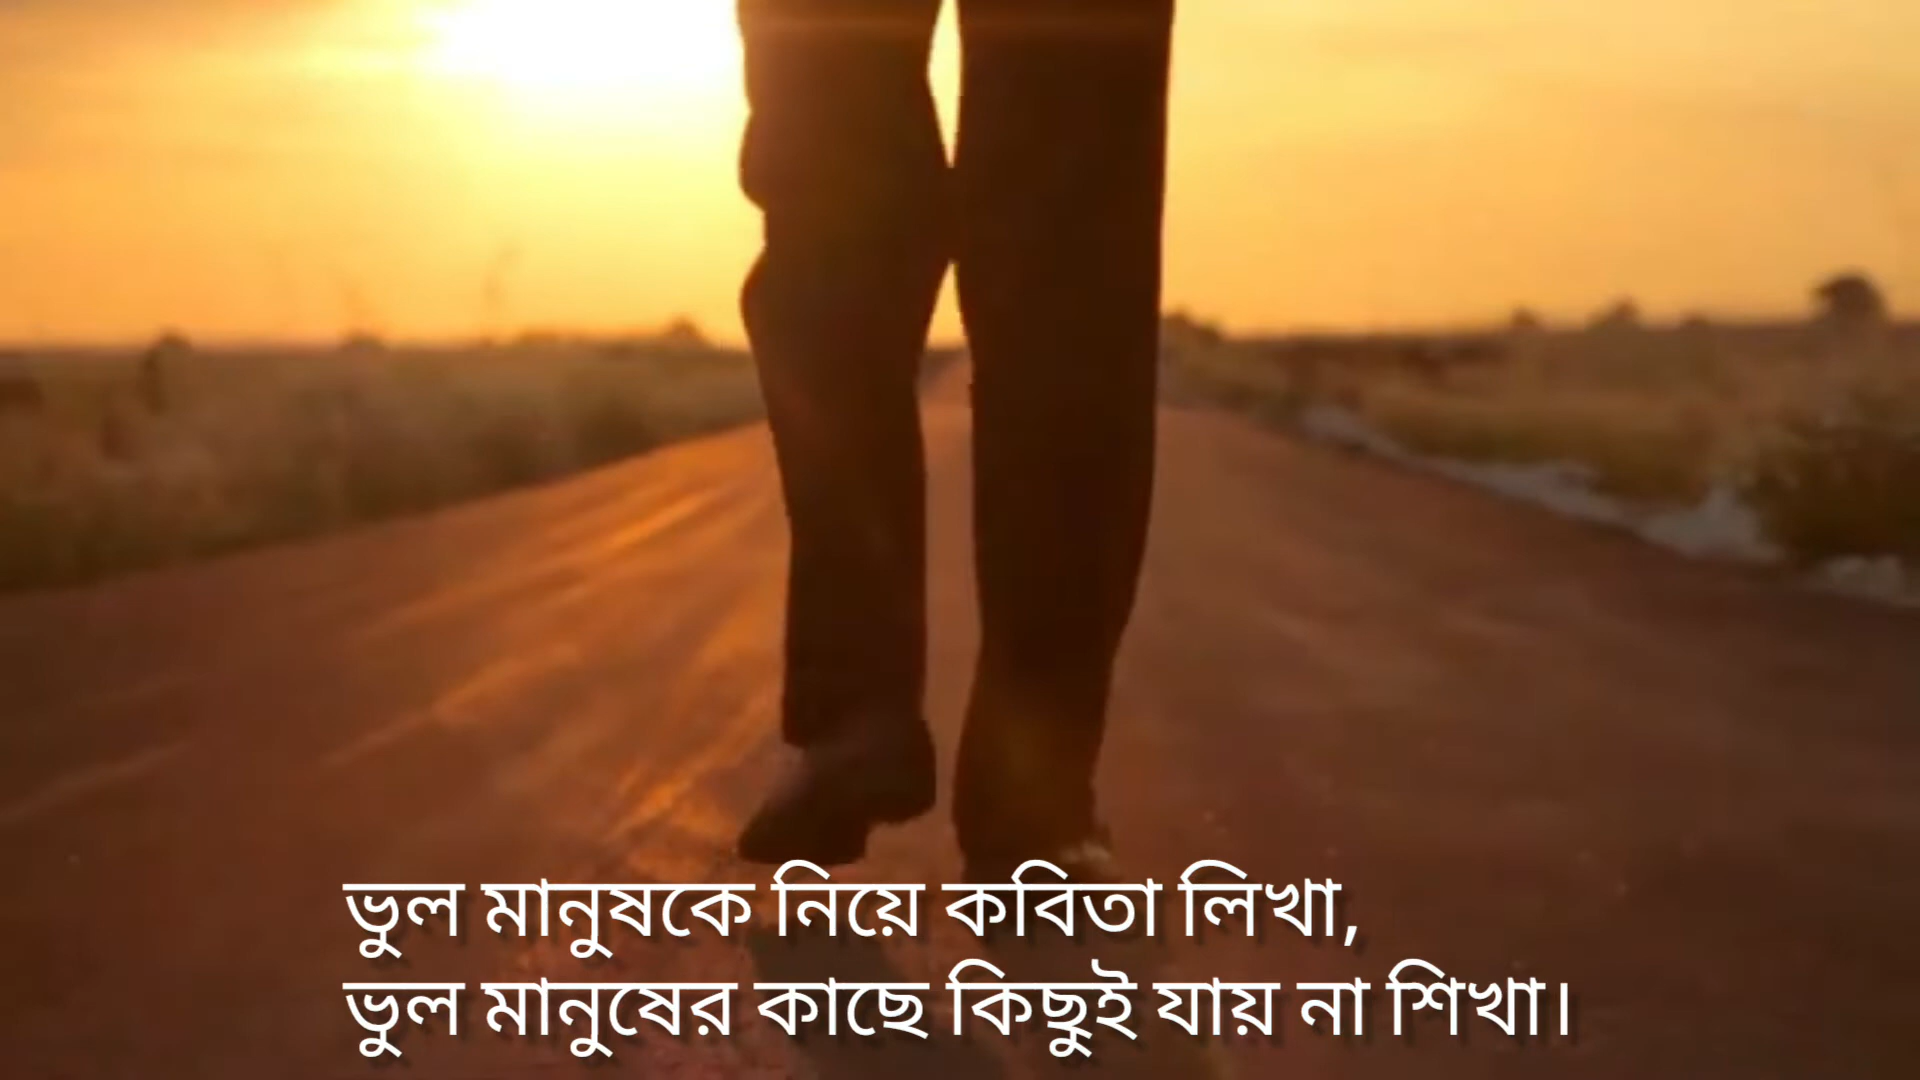 ভুল মানুষকে নিয়ে কবিতা লিখা,
ভুল মানুষের কাছে কিছুই যায় না শিখা।